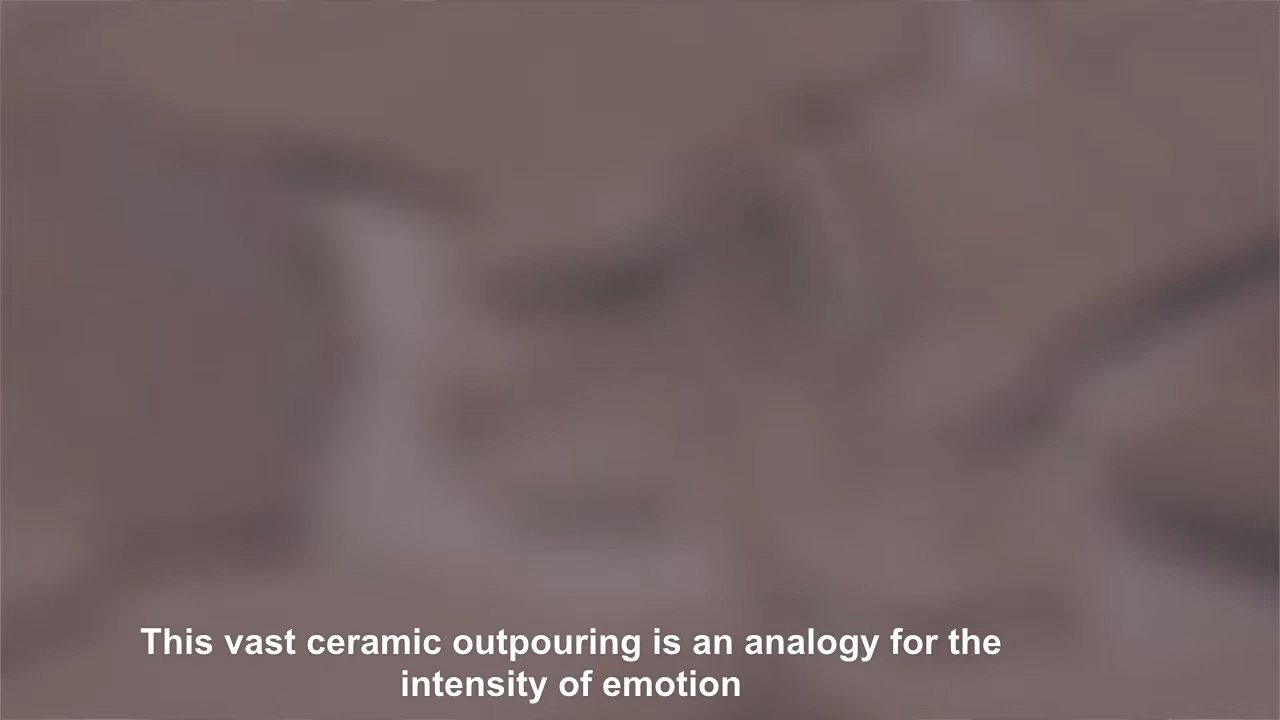 This vast ceramic outpouring is an analogy for the
intensity of emotion